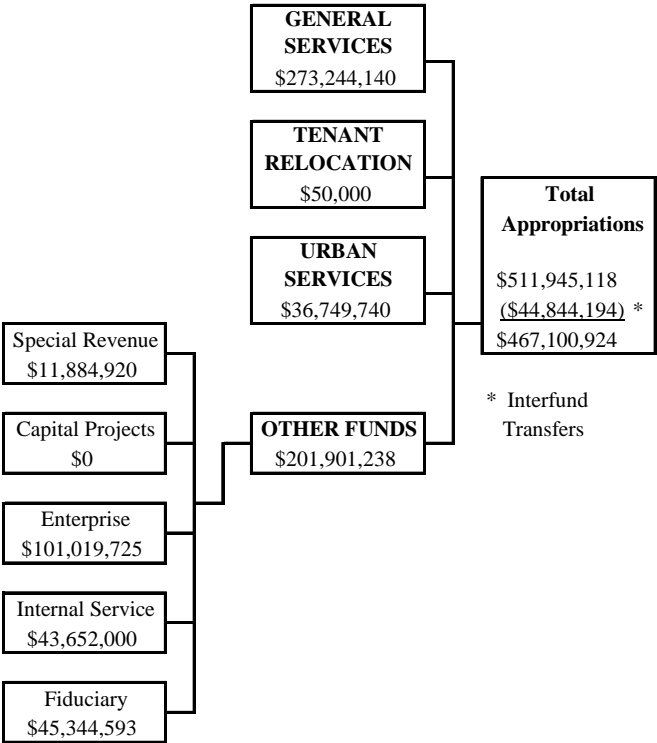 GENERAL
SERVICES
$273,244,140
TENANT
RELOCATION
$50,000
URBAN
SERVICES
$36,749,740
OTHER FUNDS
$201,901,238
Special Revenue
$11,884,920
Capital Projects
$0
Enterprise
$101,019,725
Internal Service
$43,652,000
Fiduciary
$45,344,593
Total
Appropriations
$511,945,118
($44,844,194) *
$467,100,924
* Interfund
Transfers